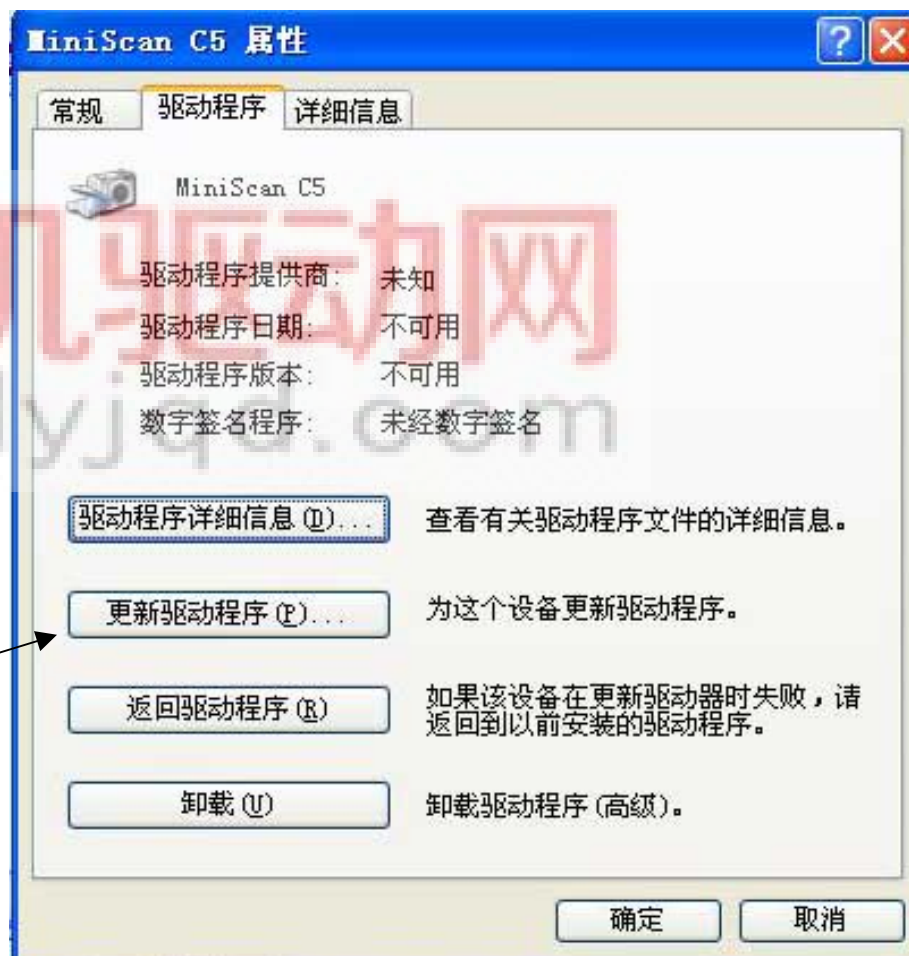 MiniScan C5 属性
常规 驱动程序 详细信息
MiniScan C5
驱动程序提供商: 未知
驱动程序日期: 不可用
驱动程序版本: 不可用
数字签名程序: 未经数字签名
机驱动网
yjqd.com
驱动程序详细信息(D)... 查看有关驱动程序文件的详细信息。
更新驱动程序(P)... 为这个设备更新驱动程序。
返回驱动程序(R) 如果该设备在更新驱动器时失败，请
返回到以前安装的驱动程序。
卸载(U) 卸载驱动程序(高级)。
确定 取消